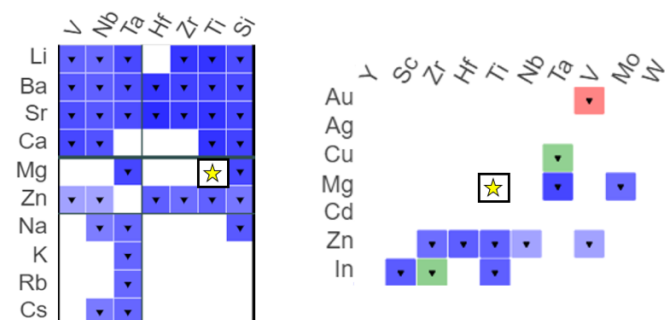 V Nb Ta Hf Zr Ti Si
Li
Ba
Sr
Ca
Mg
Zn
Na
K
Rb
Cs
Y Sc Zr Hf Ti Nb Ta V Mo W
Au
Ag
Cu
Mg
Cd
Zn
In